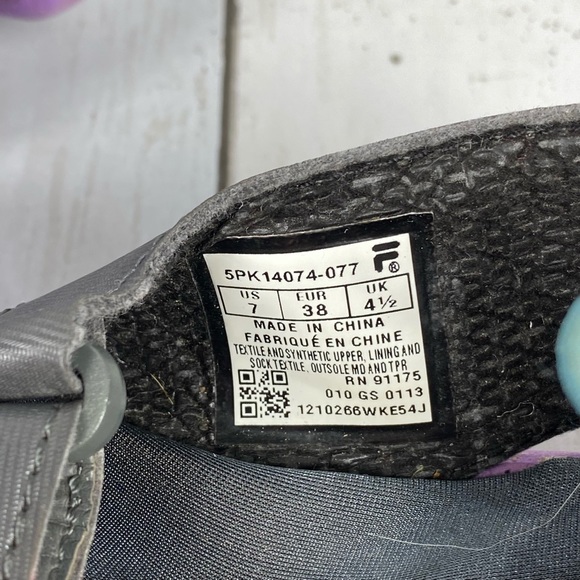 5PK14074-077 F®
US EUR UK
7 38 4½
MADE IN CHINA
FABRIQUÉ EN CHINE
TEXTILE AND SYNTHETIC UPPER, LINING AND
SOCK TEXTILE, OUTSOLE MD AND TPR
RN 91175
010 GS 0113
1210266WKE54J